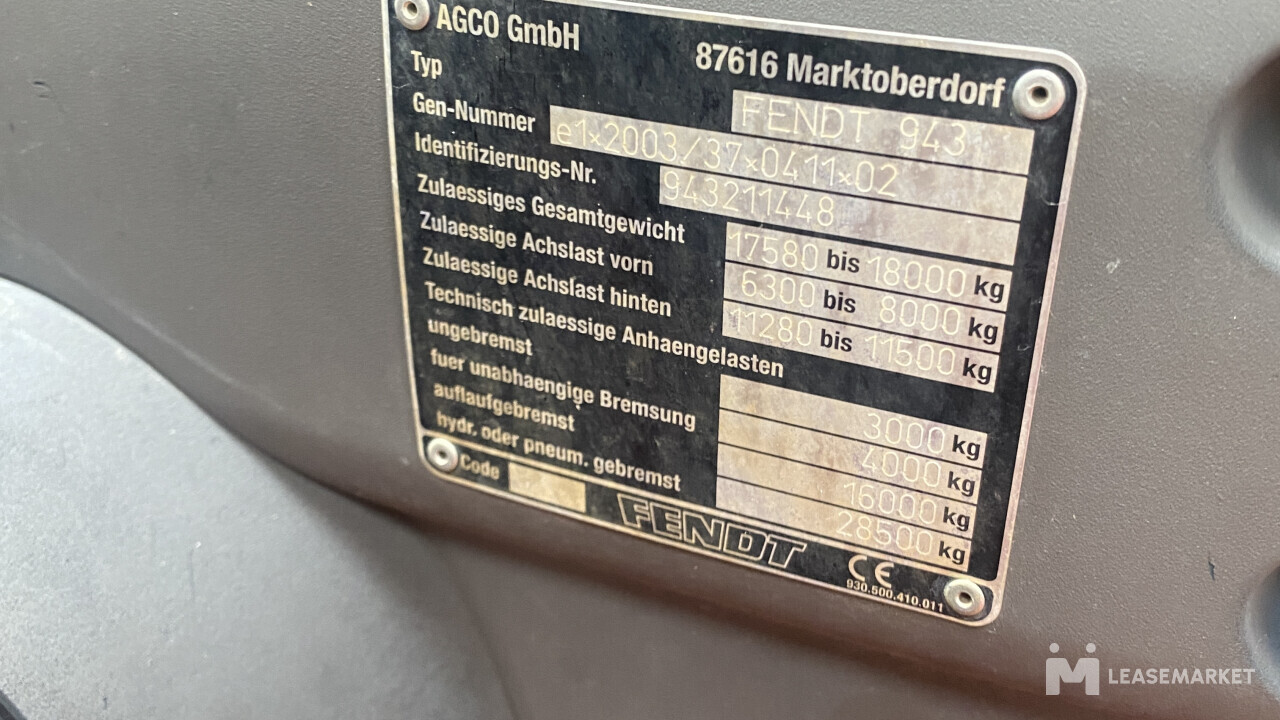 AGCO GmbH 87616 Marktoberdorf
Typ FENDT 943
Gen-Nummer e1×2003/37×0411×02
Identifizierungs-Nr. 943211448
Zulaessiges Gesamtgewicht 17580 bis 18000 kg
Zulaessige Achslast vorn 6300 bis 8000 kg
Zulaessige Achslast hinten 11280 bis 11500 kg
Technisch zulaessige Anhaengelasten
ungebremst 3000 kg
fuer unabhaengige Bremsung 4000 kg
auflaufgebremst 16000 kg
hydr. oder pneum. gebremst 28500 kg
Code
FENDT
CE
930.500.410.011
LEASEMARKET